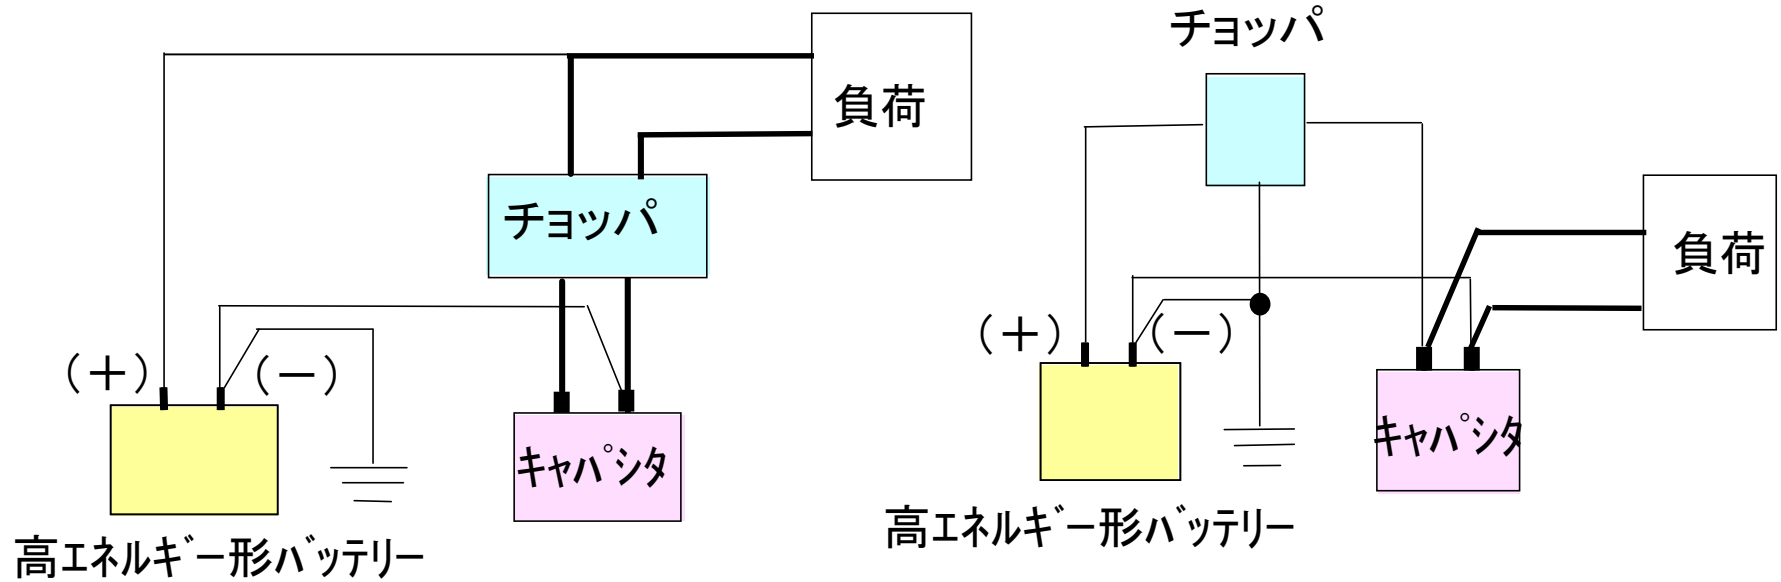 負荷
チョッパ
(+)
(-)
キャパシタ
高エネルギー形バッテリー
チョッパ
負荷
(+)
(-)
キャパシタ
高エネルギー形バッテリー